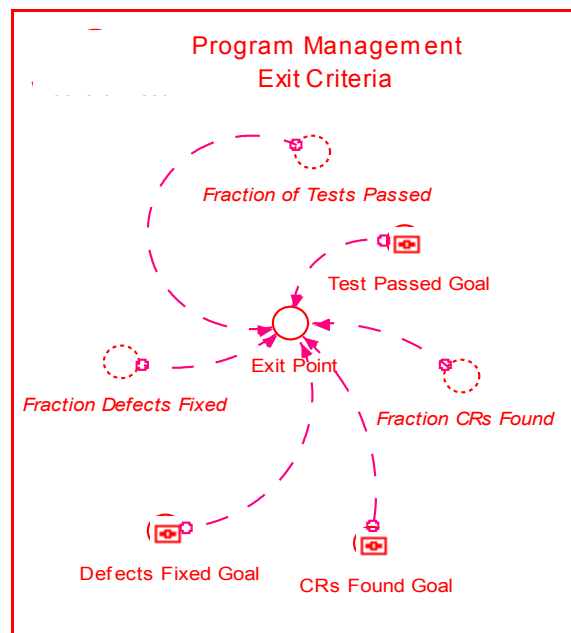 Program Management
Exit Criteria
Fraction of Tests Passed
Test Passed Goal
Exit Point
Fraction Defects Fixed
Fraction CRs Found
Defects Fixed Goal
CRs Found Goal